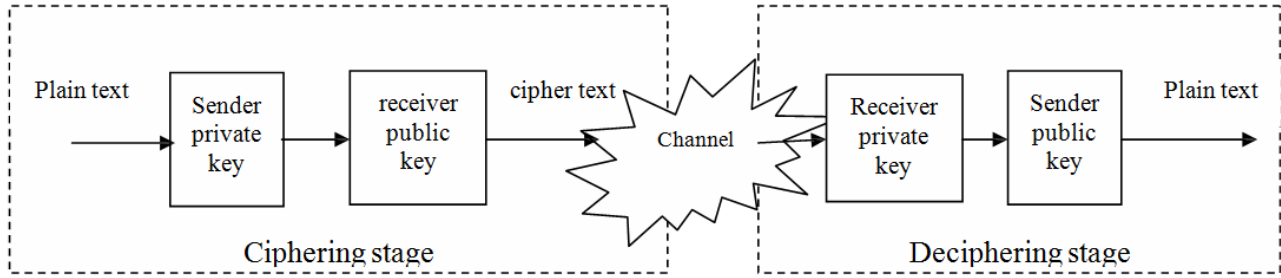 Plain text
Sender
private
key
receiver
public
key
cipher text
Channel
Receiver
private
key
Sender
public
key
Plain text
Ciphering stage
Deciphering stage